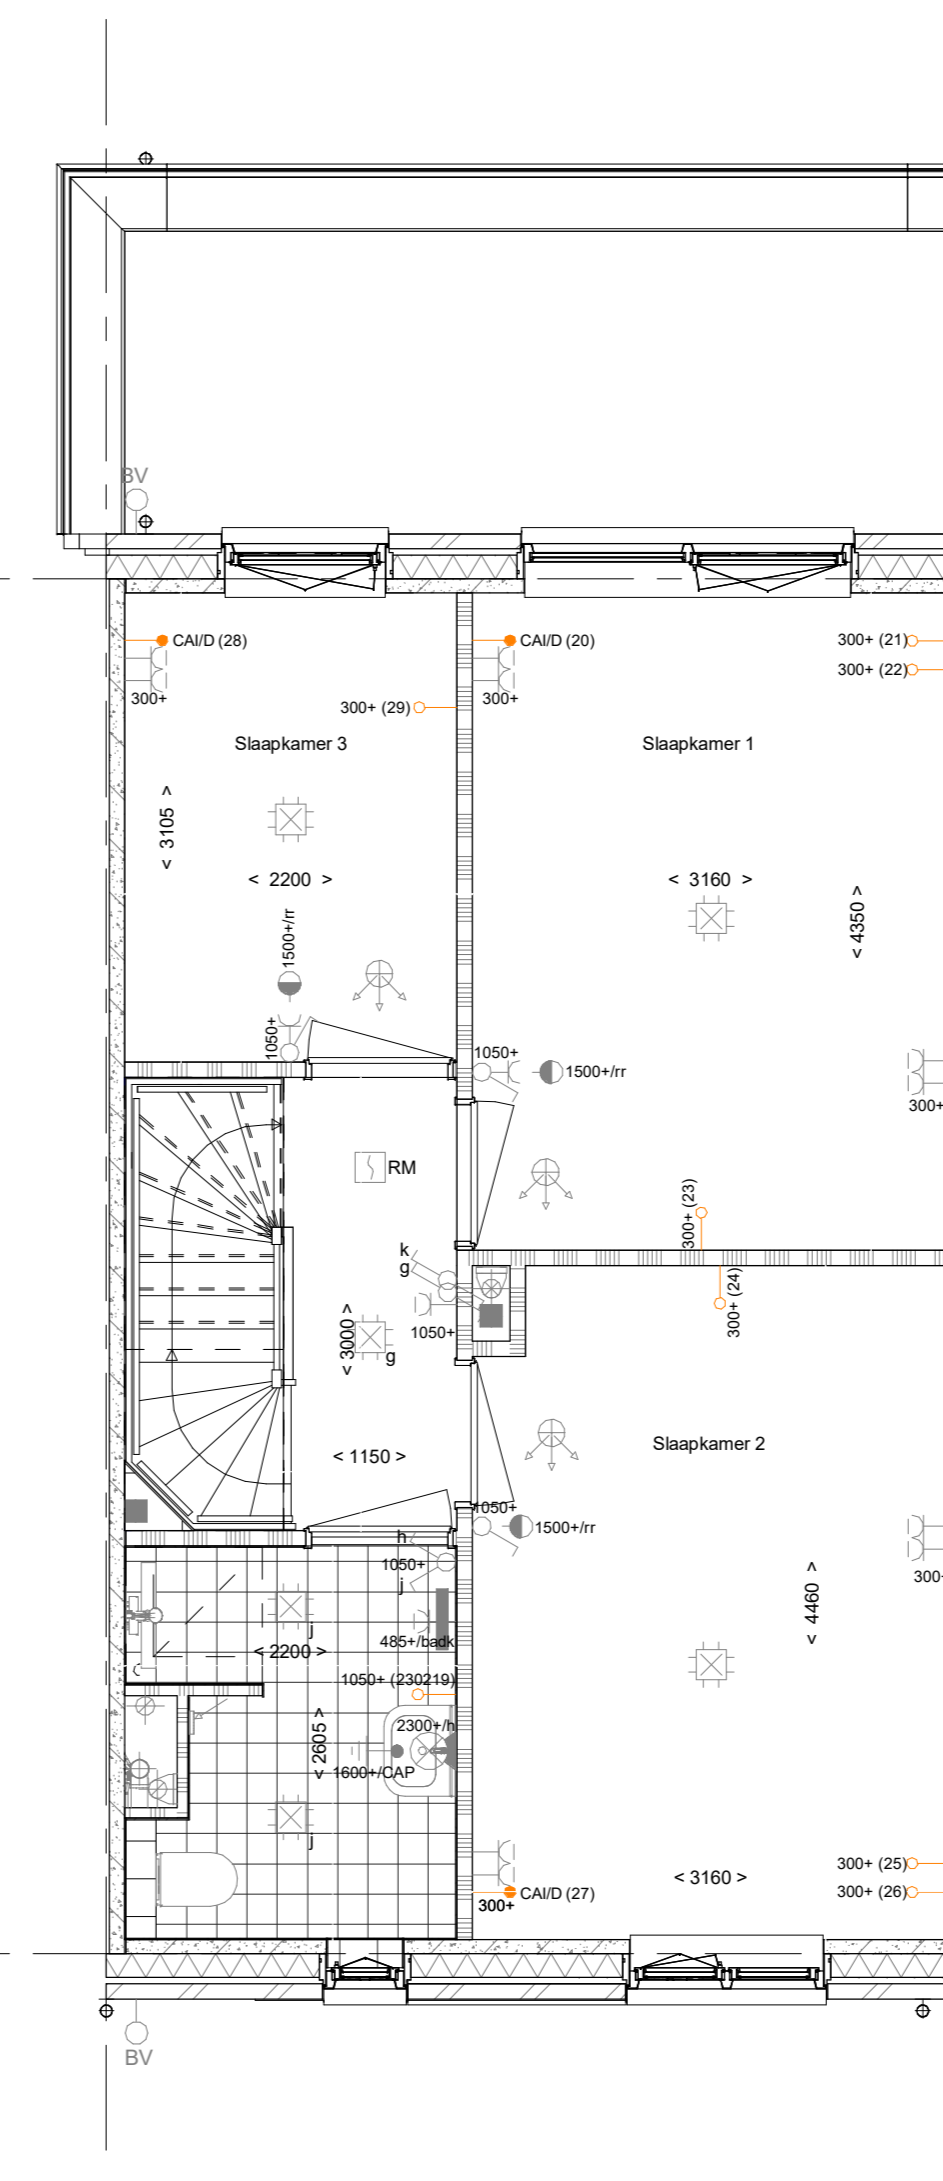 BV
CAI/D (28)
300+
300+ (29)
CAI/D (20)
300+
300+ (21)
300+ (22)
Slaapkamer 3
Slaapkamer 1
< 3105 >
< 2200 >
< 3160 >
< 4350 >
1500+/rr
1050+
1050+
1500+/rr
300+
RM
300+ (23)
k
g
300+ (24)
1050+
< 3000 >
g
Slaapkamer 2
< 1150 >
1050+
1500+/rr
h
1050+
j
300+
< 4460 >
j
485+/badk
< 2200 >
1050+ (230219)
2300+/h
< 2605 >
1600+/CAP
j
300+ (25)
< 3160 >
300+ (26)
CAI/D (27)
300+
BV